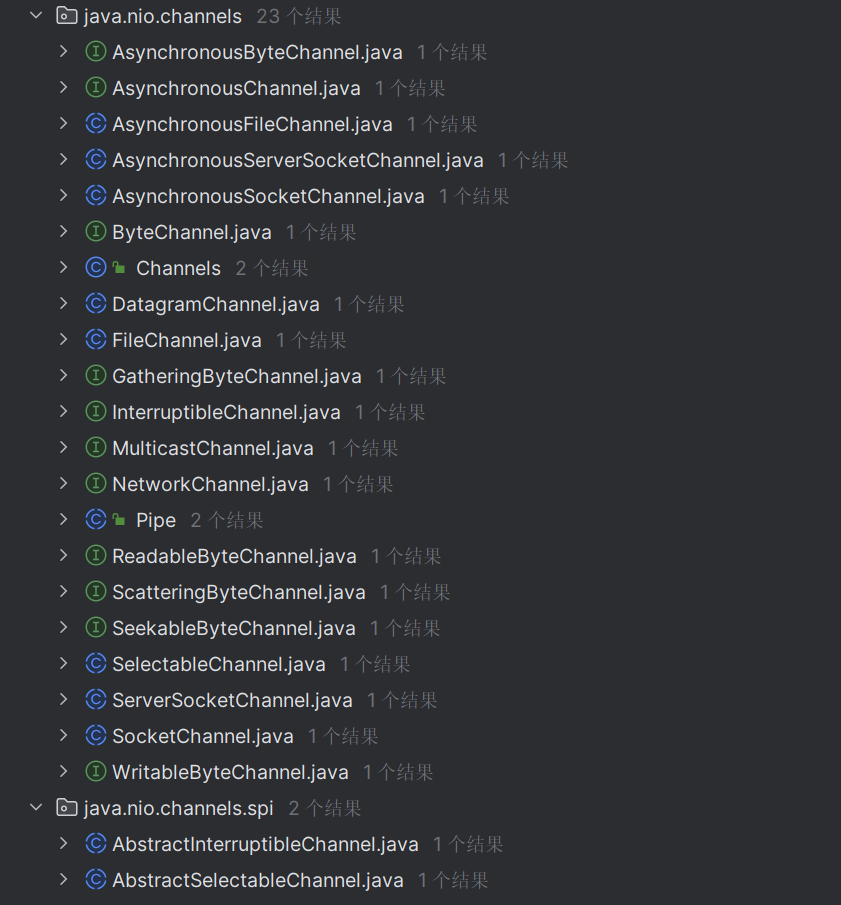 java.nio.channels 23 个结果
AsynchronousByteChannel.java 1 个结果
AsynchronousChannel.java 1 个结果
AsynchronousFileChannel.java 1 个结果
AsynchronousServerSocketChannel.java 1 个结果
AsynchronousSocketChannel.java 1 个结果
ByteChannel.java 1 个结果
Channels 2 个结果
DatagramChannel.java 1 个结果
FileChannel.java 1 个结果
GatheringByteChannel.java 1 个结果
InterruptibleChannel.java 1 个结果
MulticastChannel.java 1 个结果
NetworkChannel.java 1 个结果
Pipe 2 个结果
ReadableByteChannel.java 1 个结果
ScatteringByteChannel.java 1 个结果
SeekableByteChannel.java 1 个结果
SelectableChannel.java 1 个结果
ServerSocketChannel.java 1 个结果
SocketChannel.java 1 个结果
WritableByteChannel.java 1 个结果
java.nio.channels.spi 2 个结果
AbstractInterruptibleChannel.java 1 个结果
AbstractSelectableChannel.java 1 个结果